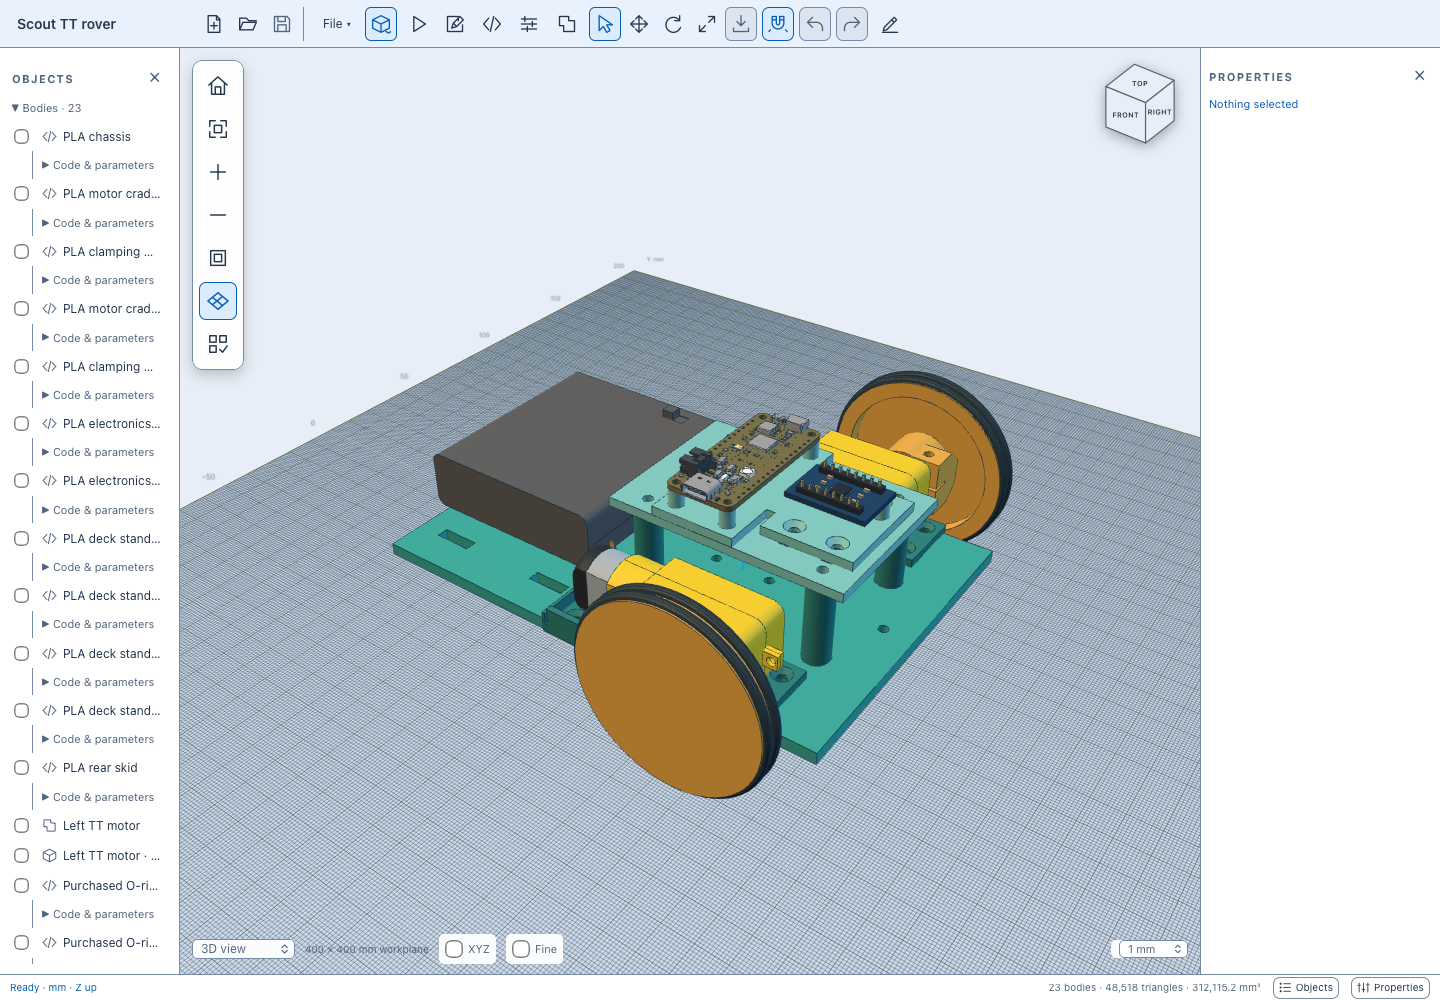 Scout TT rover
File
OBJECTS
Bodies · 23
PLA chassis
Code & parameters
PLA motor crad...
Code & parameters
PLA clamping ...
Code & parameters
PLA motor crad...
Code & parameters
PLA clamping ...
Code & parameters
PLA electronics...
Code & parameters
PLA electronics...
Code & parameters
PLA deck stand...
Code & parameters
PLA deck stand...
Code & parameters
PLA deck stand...
Code & parameters
PLA deck stand...
Code & parameters
PLA rear skid
Code & parameters
Left TT motor
Left TT motor · ...
Purchased O-ri...
Code & parameters
Purchased O-ri...
200
Y · mm
150
100
50
0
-50
TOP
FRONT
RIGHT
3D view
400 × 400 mm workplane
XYZ
Fine
1 mm
PROPERTIES
Nothing selected
Ready · mm · Z up
23 bodies · 48,518 triangles · 312,115.2 mm³
Objects
Properties